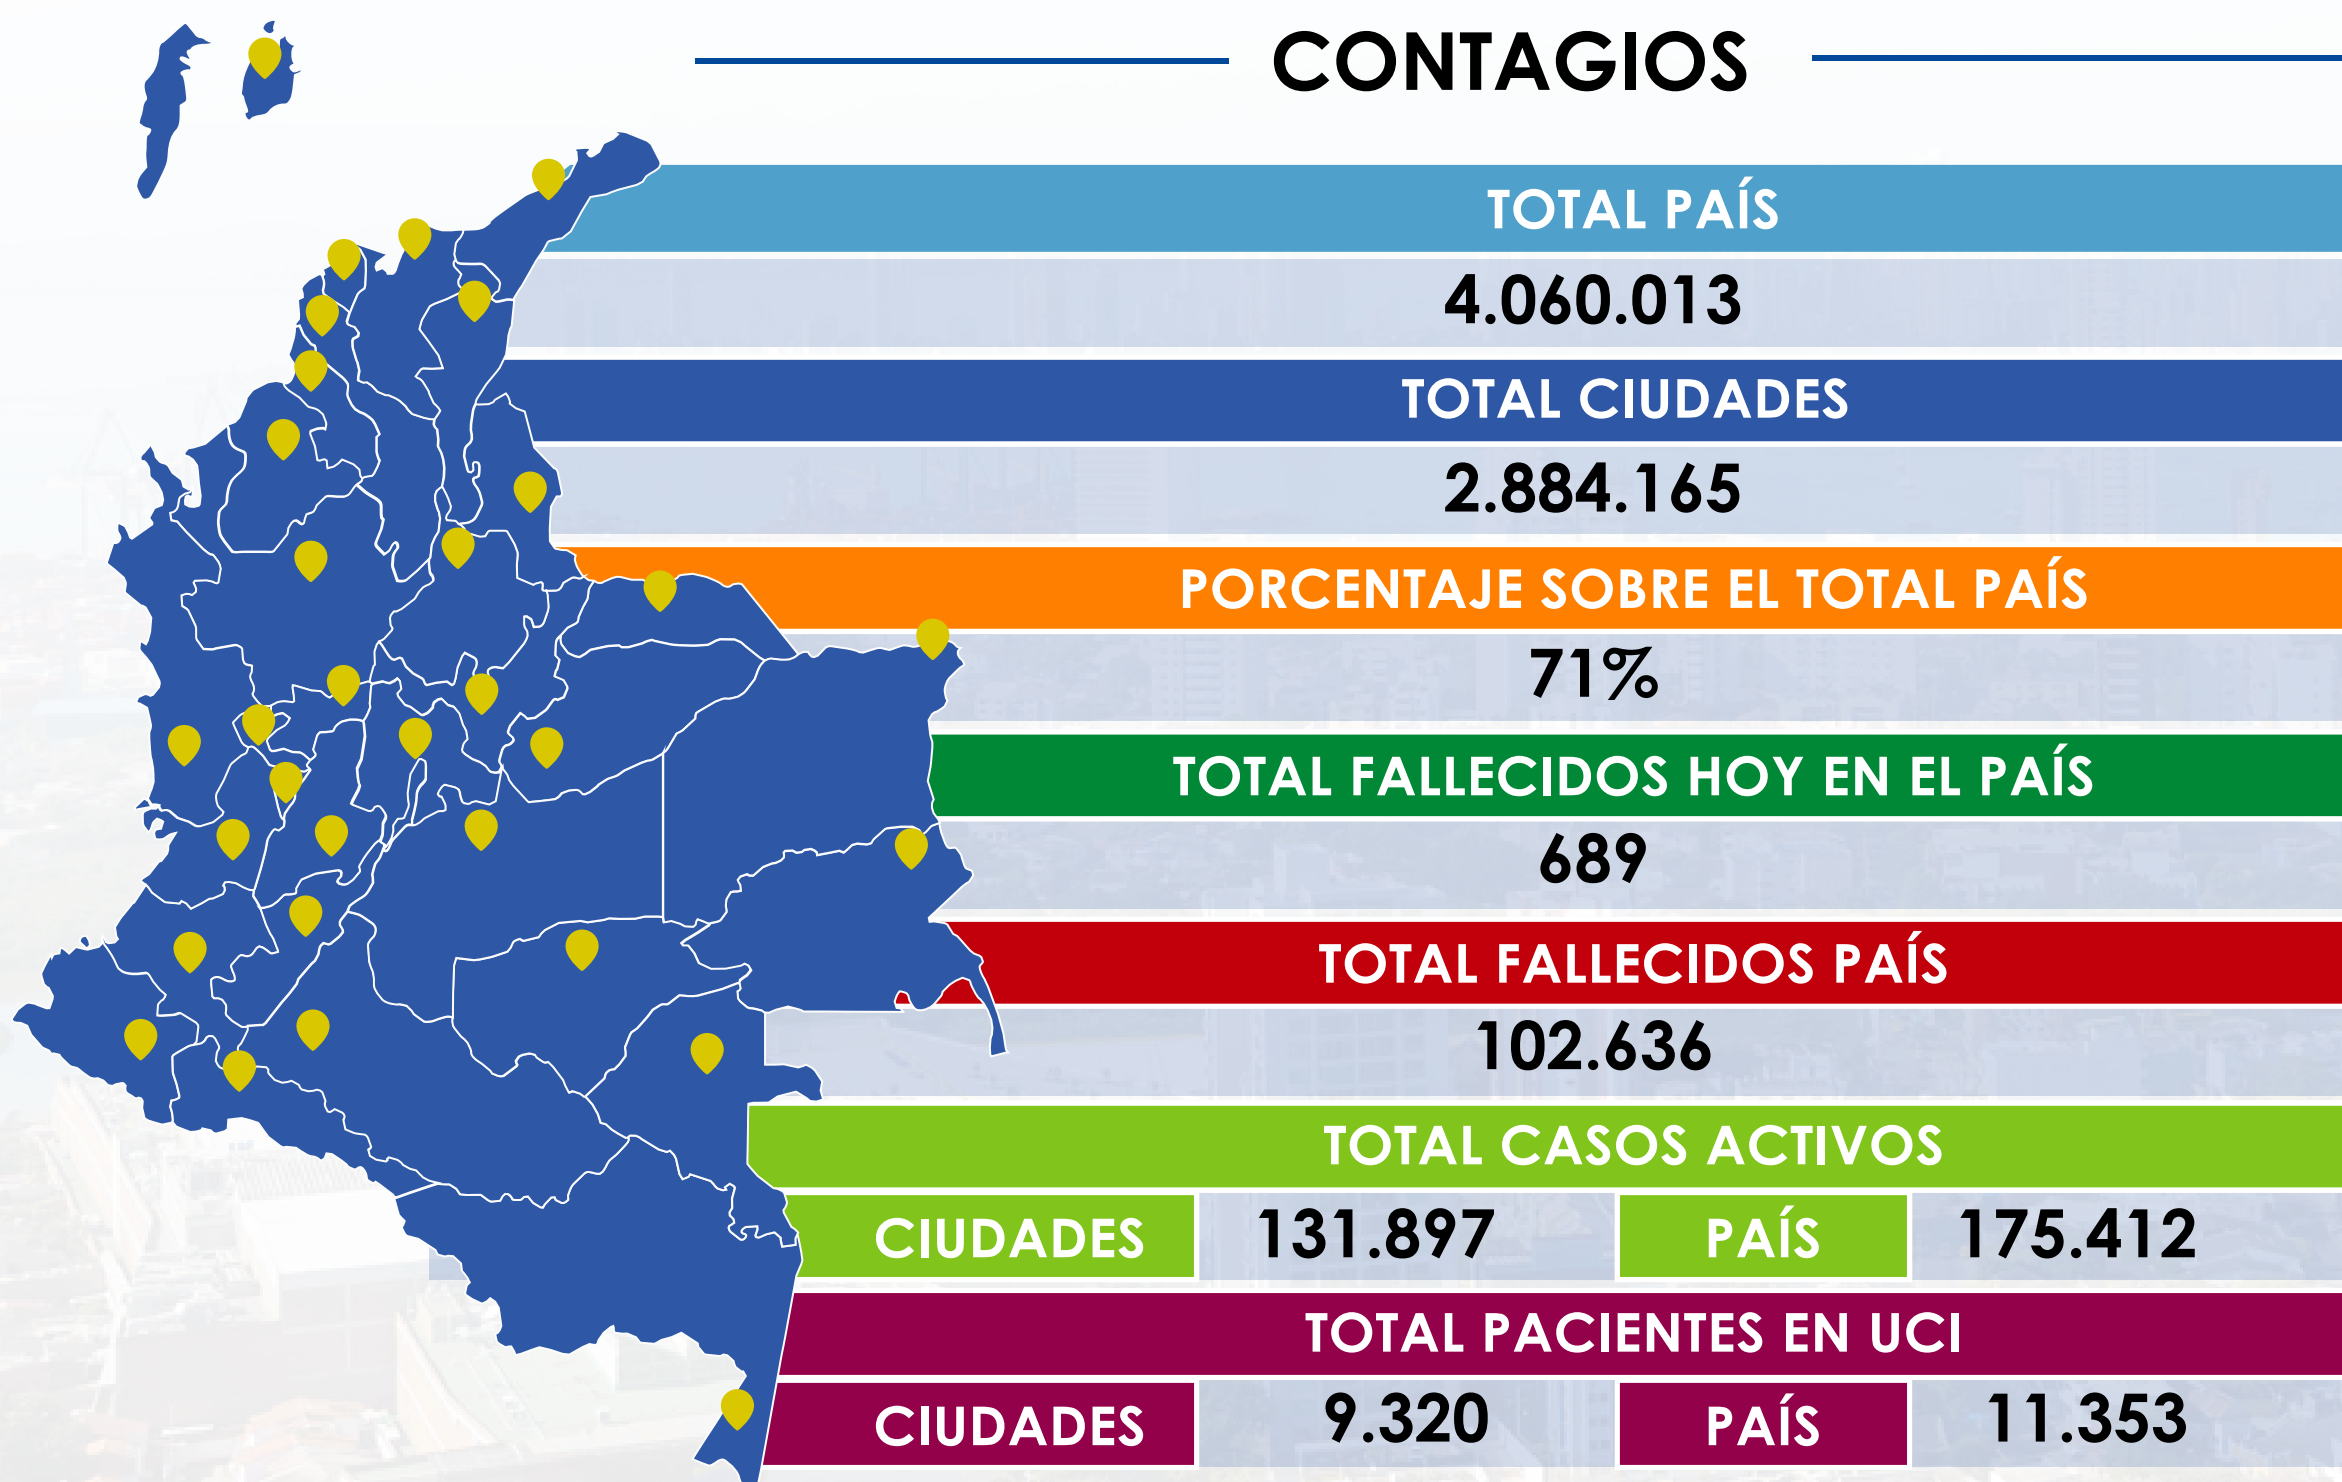 CONTAGIOS
TOTAL PAÍS
4.060.013
TOTAL CIUDADES
2.884.165
PORCENTAJE SOBRE EL TOTAL PAÍS
71%
TOTAL FALLECIDOS HOY EN EL PAÍS
689
TOTAL FALLECIDOS PAÍS
102.636
TOTAL CASOS ACTIVOS
CIUDADES 131.897 PAÍS 175.412
TOTAL PACIENTES EN UCI
CIUDADES 9.320 PAÍS 11.353